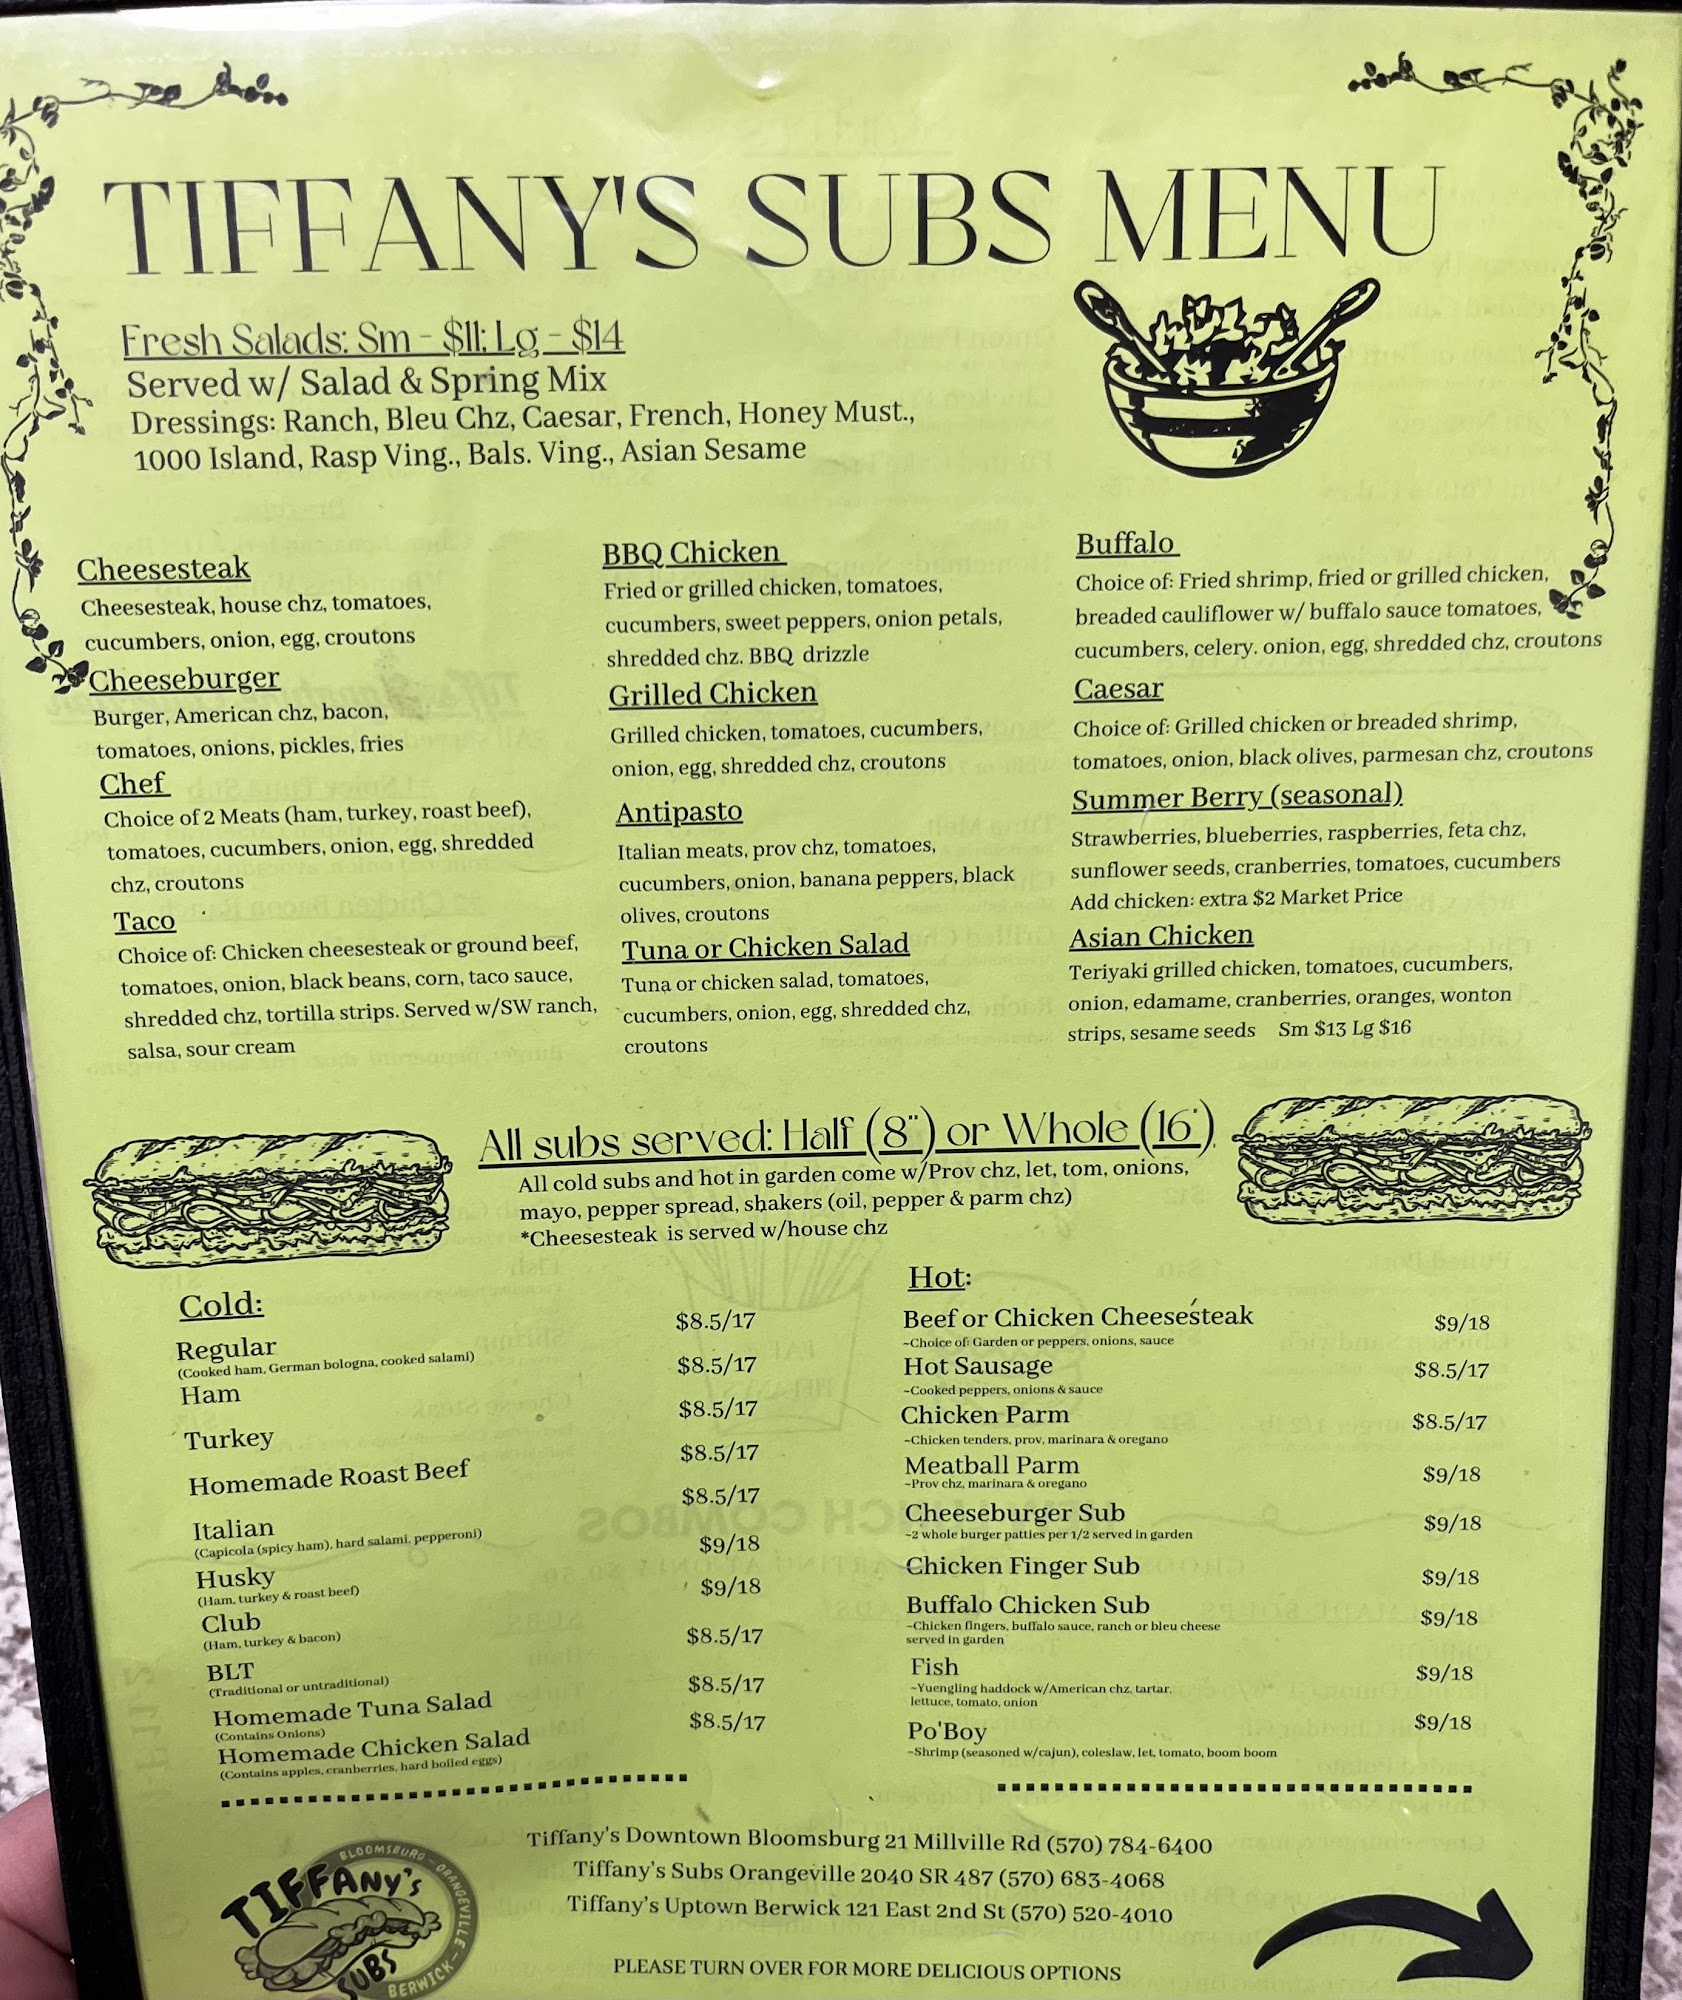 TIFFANY'S SUBS MENU
Fresh Salads: Sm - $11; Lg - $14
Served w/ Salad & Spring Mix
Dressings: Ranch, Bleu Chz, Caesar, French, Honey Must.,
1000 Island, Rasp Ving., Bals. Ving., Asian Sesame
Cheesesteak
Cheesesteak, house chz, tomatoes,
cucumbers, onion, egg, croutons
Cheeseburger
Burger, American chz, bacon,
tomatoes, onions, pickles, fries
Chef
Choice of 2 Meats (ham, turkey, roast beef),
tomatoes, cucumbers, onion, egg, shredded
chz, croutons
Taco
Choice of: Chicken cheesesteak or ground beef,
tomatoes, onion, black beans, corn, taco sauce,
shredded chz, tortilla strips. Served w/SW ranch,
salsa, sour cream
BBQ Chicken
Fried or grilled chicken, tomatoes,
cucumbers, sweet peppers, onion petals,
shredded chz. BBQ drizzle
Grilled Chicken
Grilled chicken, tomatoes, cucumbers,
onion, egg, shredded chz, croutons
Antipasto
Italian meats, prov chz, tomatoes,
cucumbers, onion, banana peppers, black
olives, croutons
Tuna or Chicken Salad
Tuna or chicken salad, tomatoes,
cucumbers, onion, egg, shredded chz,
croutons
Buffalo
Choice of: Fried shrimp, fried or grilled chicken,
breaded cauliflower w/ buffalo sauce tomatoes,
cucumbers, celery. onion, egg, shredded chz, croutons
Caesar
Choice of: Grilled chicken or breaded shrimp,
tomatoes, onion, black olives, parmesan chz, croutons
Summer Berry (seasonal)
Strawberries, blueberries, raspberries, feta chz,
sunflower seeds, cranberries, tomatoes, cucumbers
Add chicken: extra $2 Market Price
Asian Chicken
Teriyaki grilled chicken, tomatoes, cucumbers,
onion, edamame, cranberries, oranges, wonton
strips, sesame seeds Sm $13 Lg $16
All subs served: Half (8") or Whole (16")
All cold subs and hot in garden come w/Prov chz, let, tom, onions,
mayo, pepper spread, shakers (oil, pepper & parm chz)
*Cheesesteak is served w/house chz
Cold:
Regular $8.5/17
(Cooked ham, German bologna, cooked salami)
Ham $8.5/17
Turkey $8.5/17
Homemade Roast Beef $8.5/17
Italian $8.5/17
(Capicola (spicy ham), hard salami, pepperoni)
Husky $9/18
(Ham, turkey & roast beef)
Club $9/18
(Ham, turkey & bacon)
BLT $8.5/17
(Traditional or untraditional)
Homemade Tuna Salad $8.5/17
(Contains Onions)
Homemade Chicken Salad $8.5/17
(Contains apples, cranberries, hard boiled eggs)
Hot:
Beef or Chicken Cheesesteak $9/18
~Choice of: Garden or peppers, onions, sauce
Hot Sausage $8.5/17
~Cooked peppers, onions & sauce
Chicken Parm $8.5/17
~Chicken tenders, prov, marinara & oregano
Meatball Parm $9/18
~Prov chz, marinara & oregano
Cheeseburger Sub $9/18
~2 whole burger patties per 1/2 served in garden
Chicken Finger Sub $9/18
Buffalo Chicken Sub $9/18
~Chicken fingers, buffalo sauce, ranch or bleu cheese
served in garden
Fish $9/18
~Yuengling haddock w/American chz, tartar,
lettuce, tomato, onion
Po'Boy $9/18
~Shrimp (seasoned w/cajun), coleslaw, let, tomato, boom boom
Tiffany's Downtown Bloomsburg 21 Millville Rd (570) 784-6400
Tiffany's Subs Orangeville 2040 SR 487 (570) 683-4068
Tiffany's Uptown Berwick 121 East 2nd St (570) 520-4010
PLEASE TURN OVER FOR MORE DELICIOUS OPTIONS
TIFFANY'S
SUBS
BLOOMSBURG - ORANGEVILLE - BERWICK